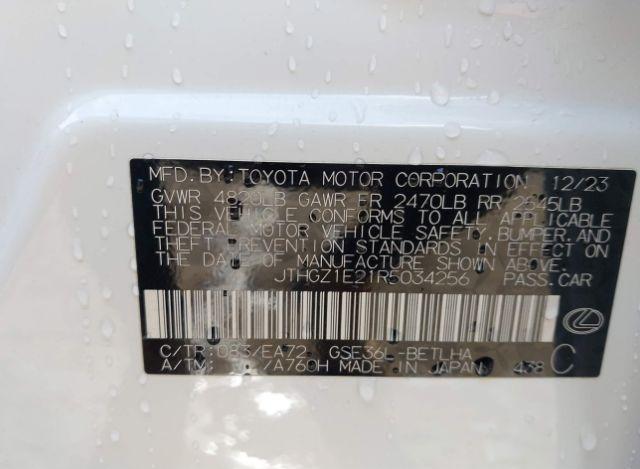 MFD. BY: TOYOTA MOTOR CORPORATION 12/23
GVWR 4820LB GAWR FR 2470LB RR 2645LB
THIS VEHICLE CONFORMS TO ALL APPLICABLE
FEDERAL MOTOR VEHICLE SAFETY, BUMPER, AND
THEFT PREVENTION STANDARDS IN EFFECT ON
THE DATE OF MANUFACTURE SHOWN ABOVE.
JTHGZ1E21R5034256 PASS.CAR
C/TR: 083/EA72 GSE36L-BETLHA C
A/TM: /A760H MADE IN JAPAN 478